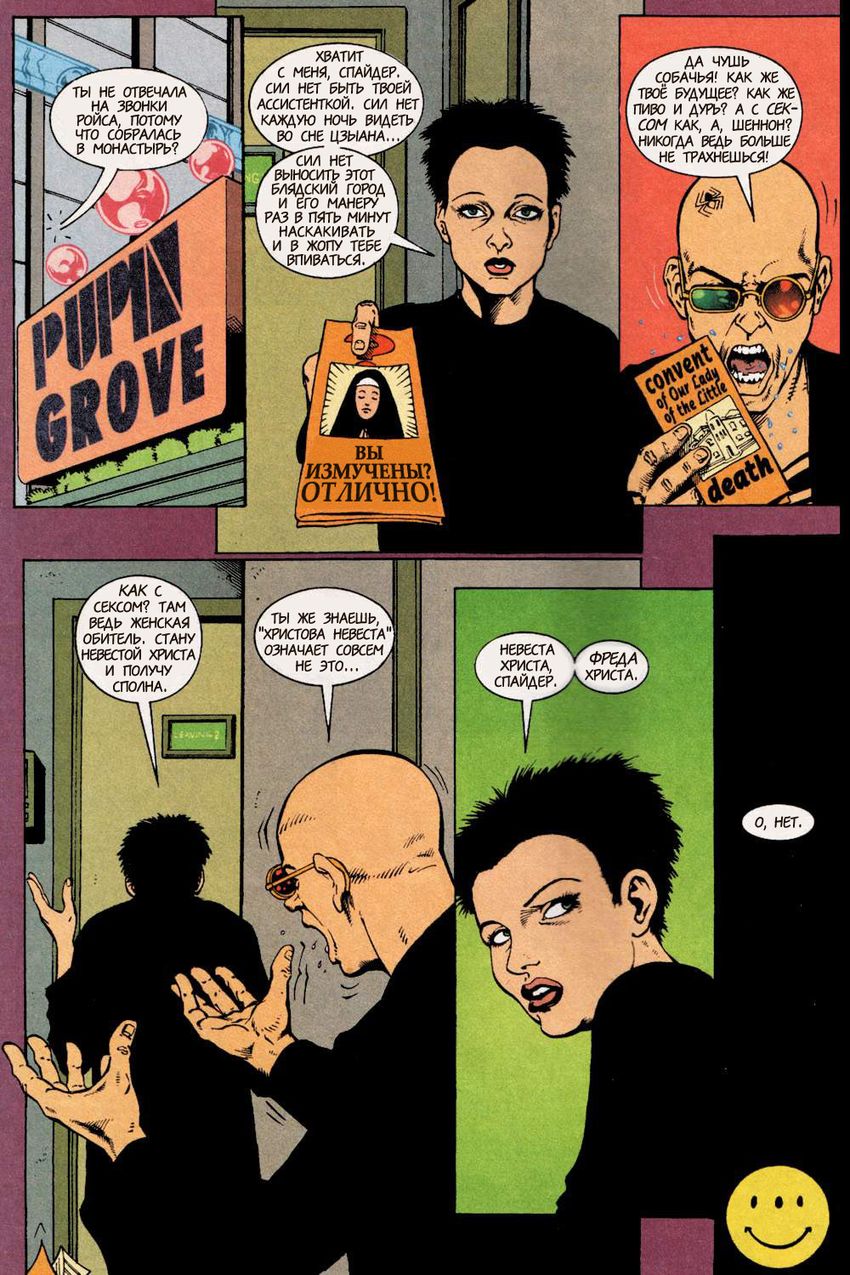 ТЫ НЕ ОТВЕЧАЛА
НА ЗВОНКИ
РОЙСА, ПОТОМУ
ЧТО СОБРАЛАСЬ
В МОНАСТЫРЬ?
PUPIN
GROVE
ХВАТИТ
С МЕНЯ, СПАЙДЕР.
СИЛ НЕТ БЫТЬ ТВОЕЙ
АССИСТЕНТКОЙ. СИЛ НЕТ
КАЖДУЮ НОЧЬ ВИДЕТЬ
ВО СНЕ ЦЗЫАНА...
СИЛ НЕТ
ВЫНОСИТЬ ЭТОТ
БЛЯДСКИЙ ГОРОД
И ЕГО МАНЕРУ
РАЗ В ПЯТЬ МИНУТ
НАСКАКИВАТЬ
И В ЖОПУ ТЕБЕ
ВПИВАТЬСЯ.
ВЫ
ИЗМУЧЕНЫ?
ОТЛИЧНО!
ДА ЧУШЬ
СОБАЧЬЯ! КАК ЖЕ
ТВОЁ БУДУЩЕЕ? КАК ЖЕ
ПИВО И ДУРЬ? А С СЕК-
СОМ КАК, А, ШЕННОН?
НИКОГДА ВЕДЬ БОЛЬШЕ
НЕ ТРАХНЕШЬСЯ!
convent
of Our Lady
of the Little
death
КАК С
СЕКСОМ? ТАМ
ВЕДЬ ЖЕНСКАЯ
ОБИТЕЛЬ. СТАНУ
НЕВЕСТОЙ ХРИСТА
И ПОЛУЧУ
СПОЛНА.
LEAVING?
ТЫ ЖЕ ЗНАЕШЬ,
"ХРИСТОВА НЕВЕСТА"
ОЗНАЧАЕТ СОВСЕМ
НЕ ЭТО...
НЕВЕСТА
ХРИСТА,
СПАЙДЕР.
ФРЕДА
ХРИСТА.
О, НЕТ.